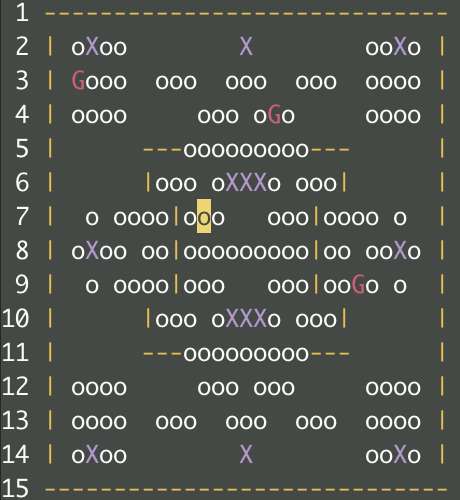 1 -----------------------------
2 | oXoo        X        ooXo |
3 | Gooo  ooo  ooo  ooo  oooo |
4 | oooo     ooo oGo     oooo |
5 |      ---ooooooooo---      |
6 |      |ooo oXXXo ooo|      |
7 |  o oooo|ooo   ooo|oooo o  |
8 | oXoo oo|ooooooooo|oo ooXo |
9 |  o oooo|ooo   ooo|ooGo o  |
10 |      |ooo oXXXo ooo|      |
11 |      ---ooooooooo---      |
12 | oooo     ooo ooo     oooo |
13 | oooo  ooo  ooo  ooo  oooo |
14 | oXoo        X        ooXo |
15 -----------------------------